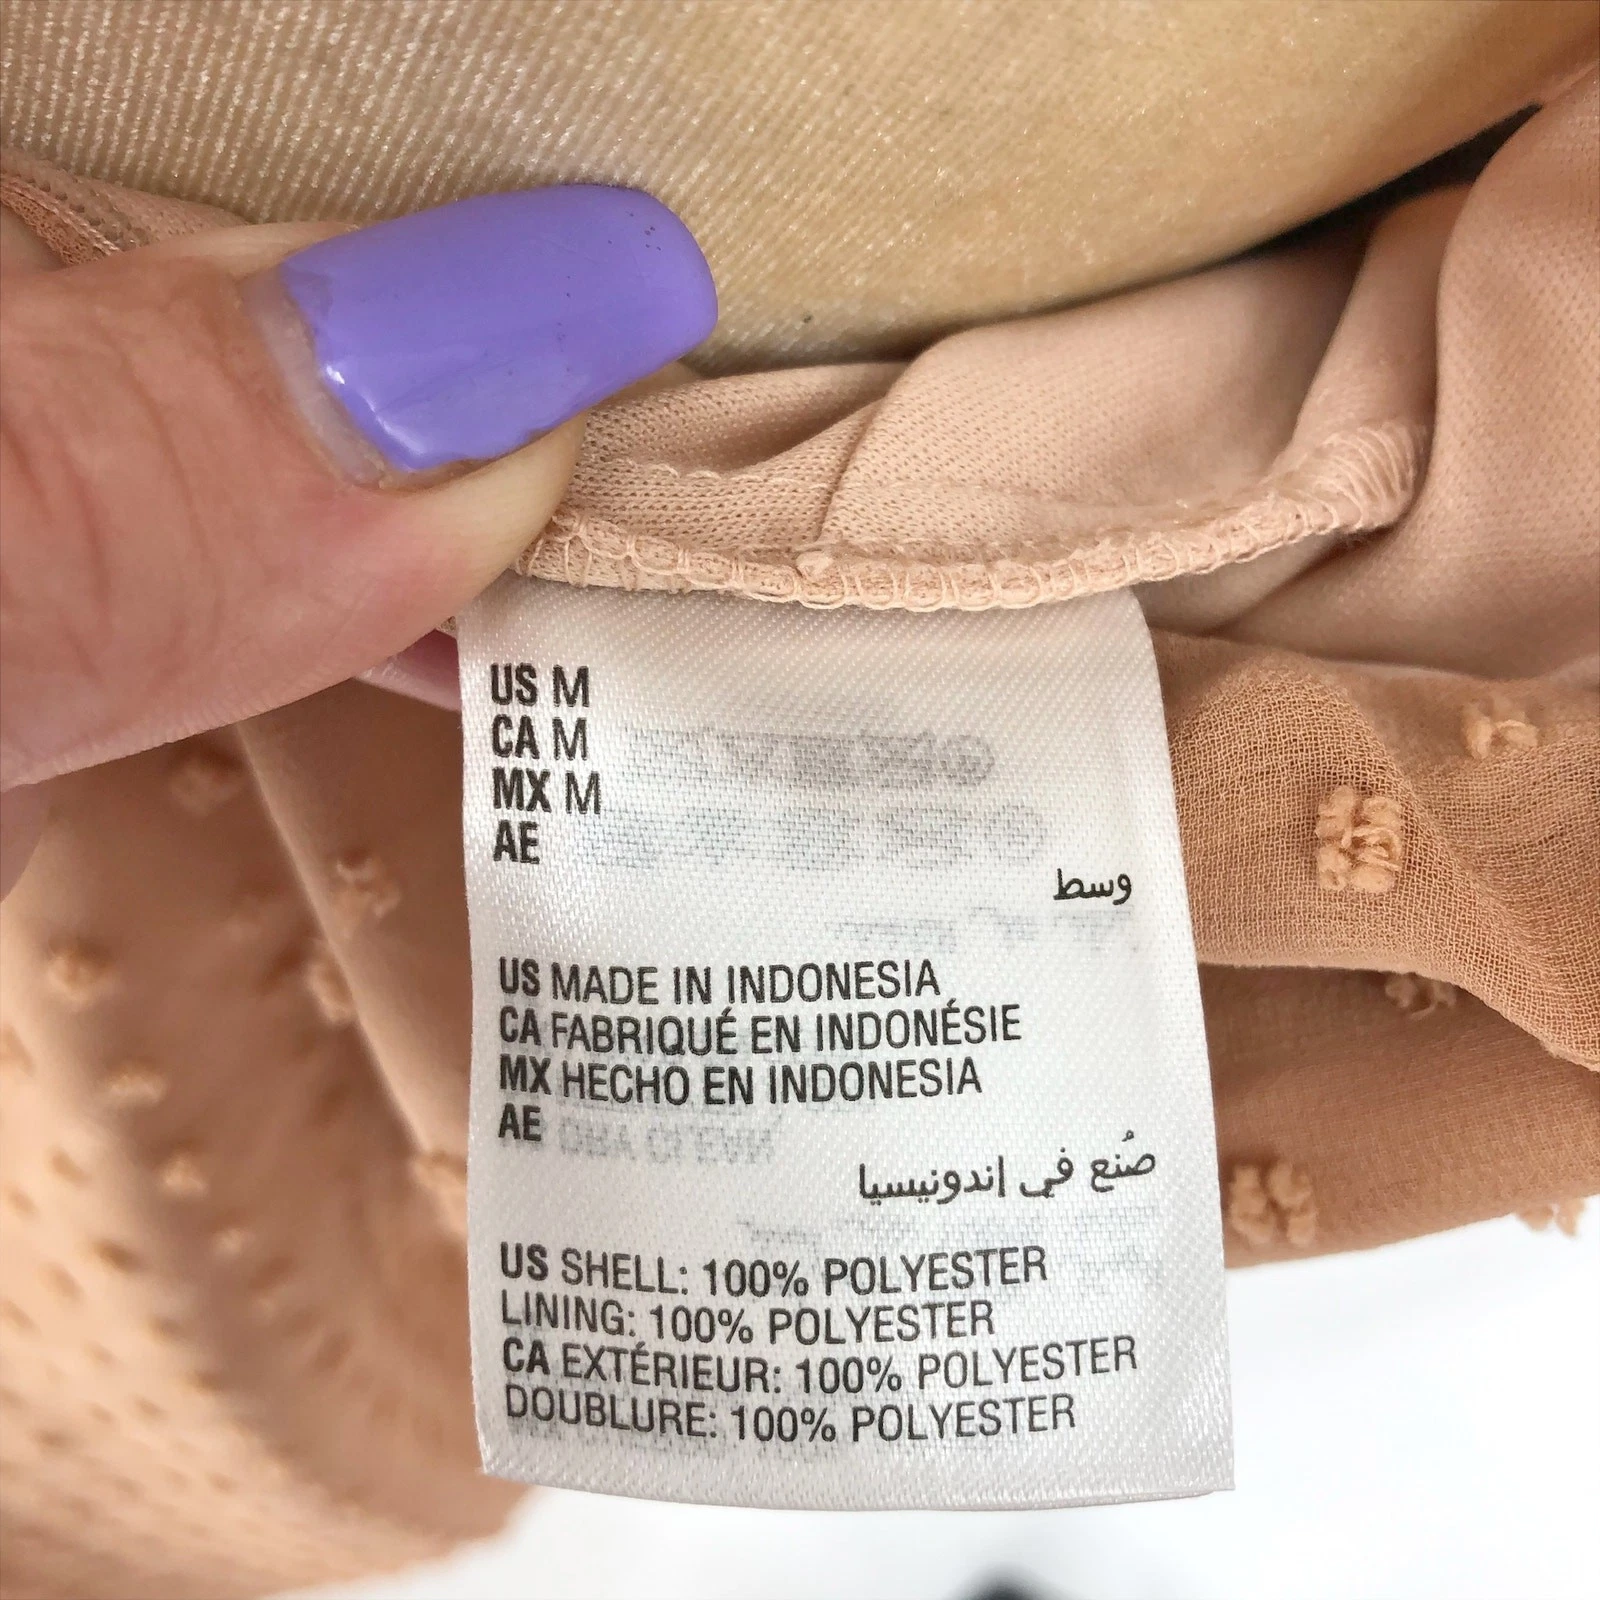 US M
CA M
MX M
AE
وسط
US MADE IN INDONESIA
CA FABRIQUÉ EN INDONÉSIE
MX HECHO EN INDONESIA
AE
صُنع في اندونيسيا
US SHELL: 100% POLYESTER
LINING: 100% POLYESTER
CA EXTÉRIEUR: 100% POLYESTER
DOUBLURE: 100% POLYESTER